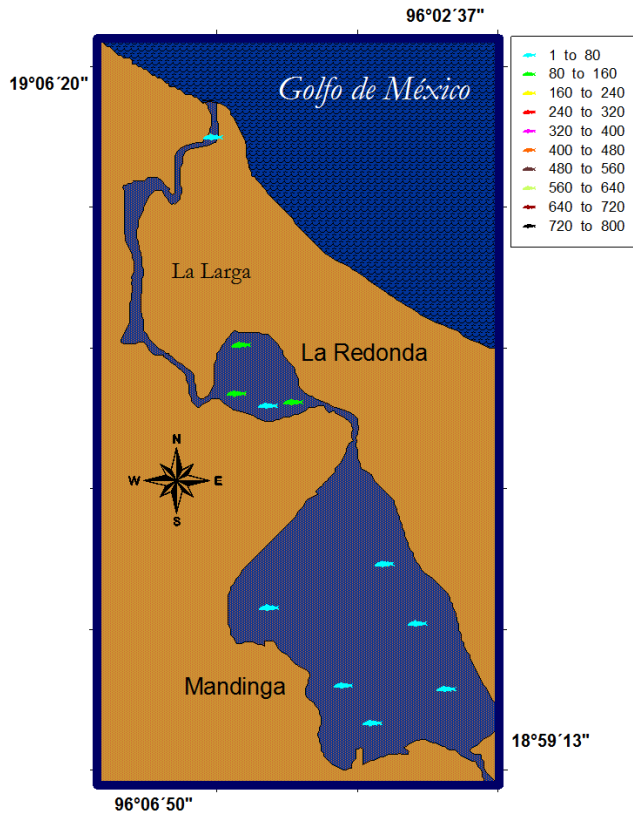 96°02´37"
19°06´20"
Golfo de México
1 to 80
80 to 160
160 to 240
240 to 320
320 to 400
400 to 480
480 to 560
560 to 640
640 to 720
720 to 800
La Larga
La Redonda
N
W E
S
Mandinga
18°59´13"
96°06´50"